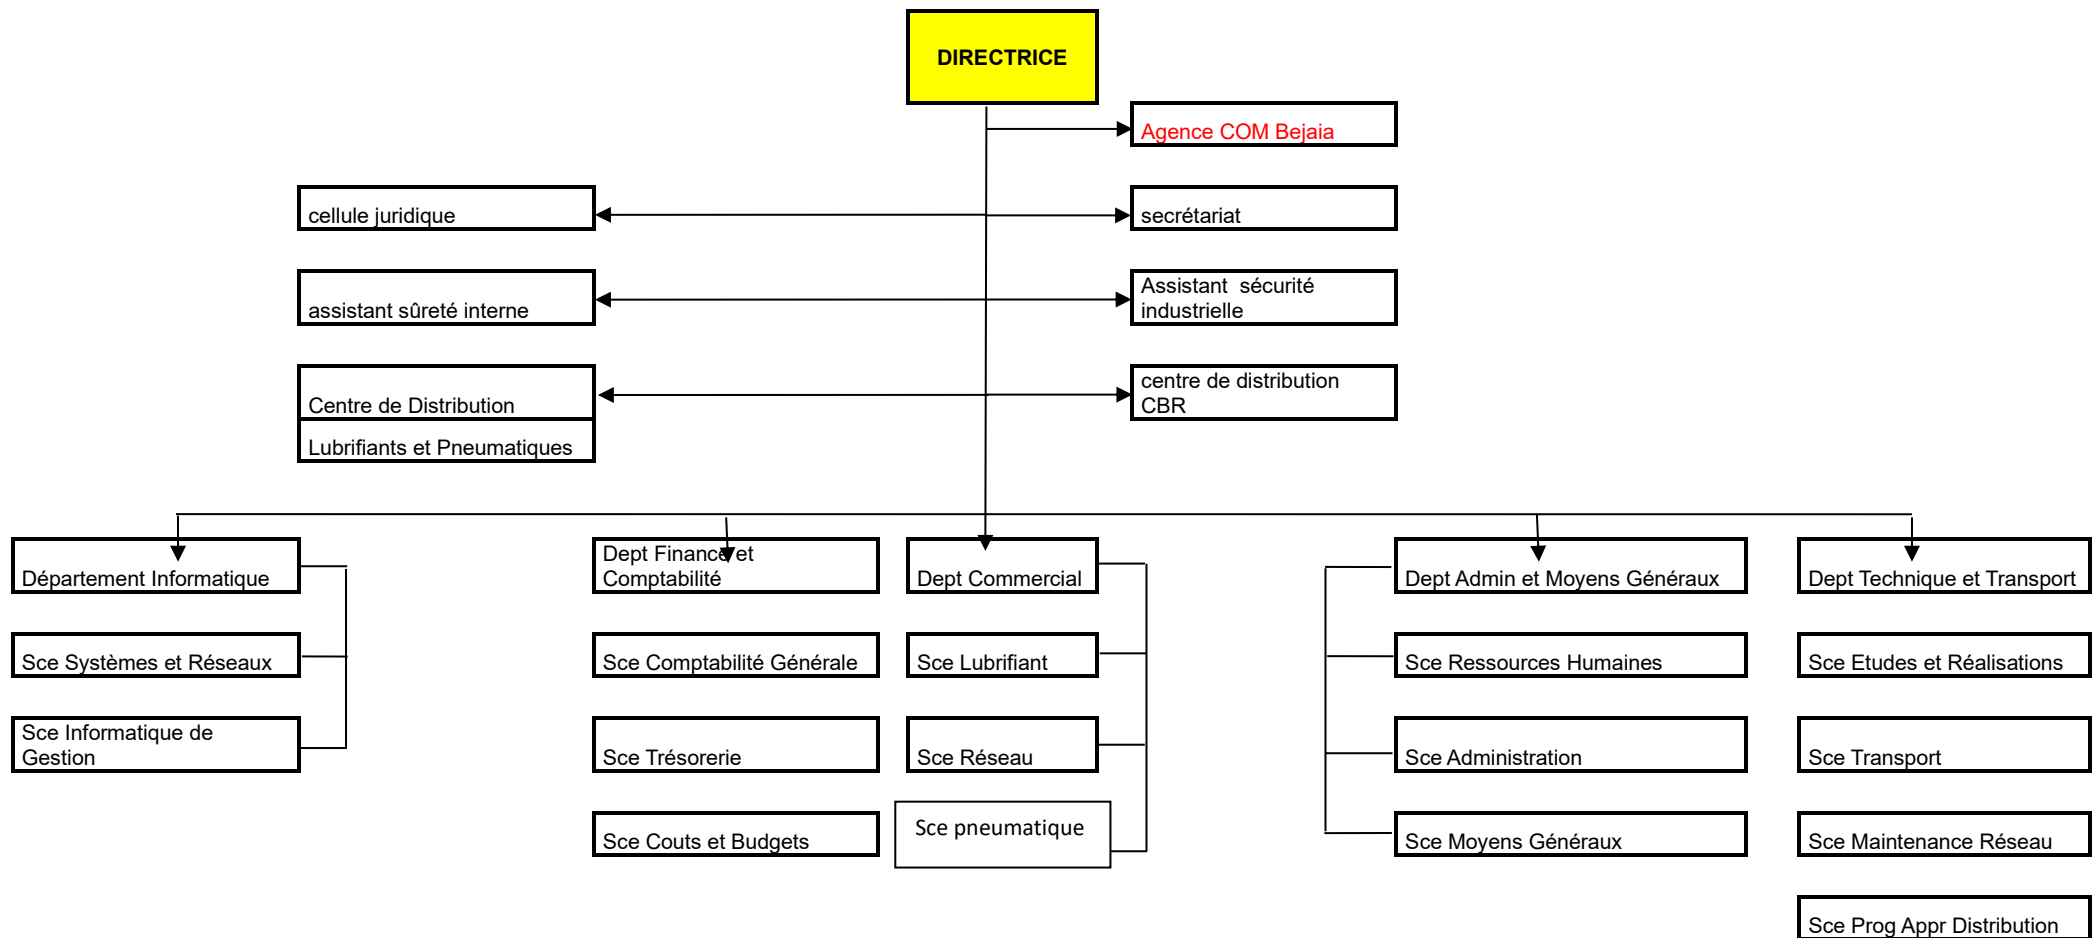 DIRECTRICE
Agence COM Bejaia
cellule juridique
secrétariat
assistant sûreté interne
Assistant sécurité
industrielle
Centre de Distribution
Lubrifiants et Pneumatiques
centre de distribution
CBR
Département Informatique
Sce Systèmes et Réseaux
Sce Informatique de
Gestion
Dept Finance et
Comptabilité
Sce Comptabilité Générale
Sce Trésorerie
Sce Couts et Budgets
Dept Commercial
Sce Lubrifiant
Sce Réseau
Sce pneumatique
Dept Admin et Moyens Généraux
Sce Ressources Humaines
Sce Administration
Sce Moyens Généraux
Dept Technique et Transport
Sce Etudes et Réalisations
Sce Transport
Sce Maintenance Réseau
Sce Prog Appr Distribution